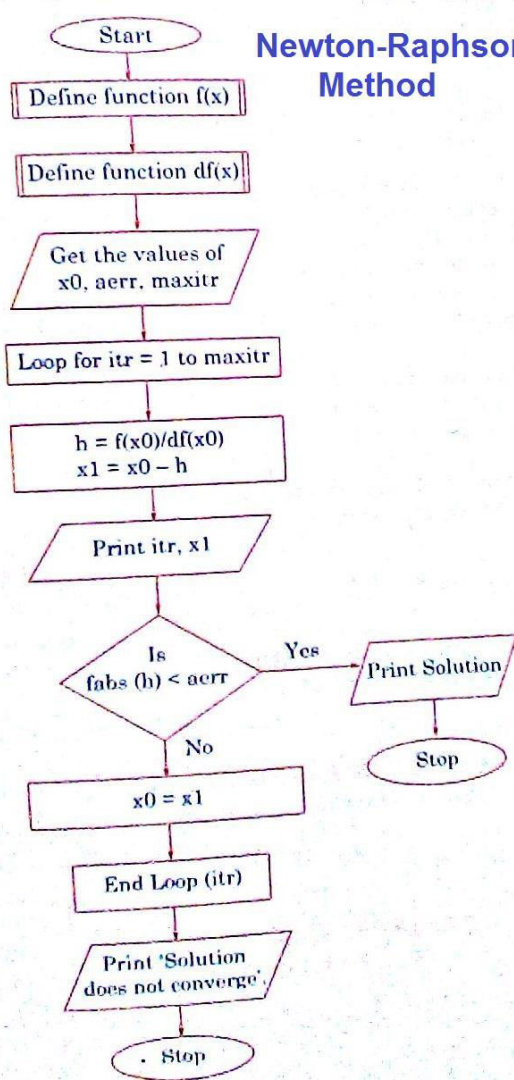 Newton-Raphson
Method
Start
Define function f(x)
Define function df(x)
Get the values of
x0, aerr, maxitr
Loop for itr = 1 to maxitr
h = f(x0)/df(x0)
x1 = x0 – h
Print itr, x1
Is
fabs (h) < aerr
Yes
Print Solution
Stop
No
x0 = x1
End Loop (itr)
Print 'Solution
does not converge'.
Stop